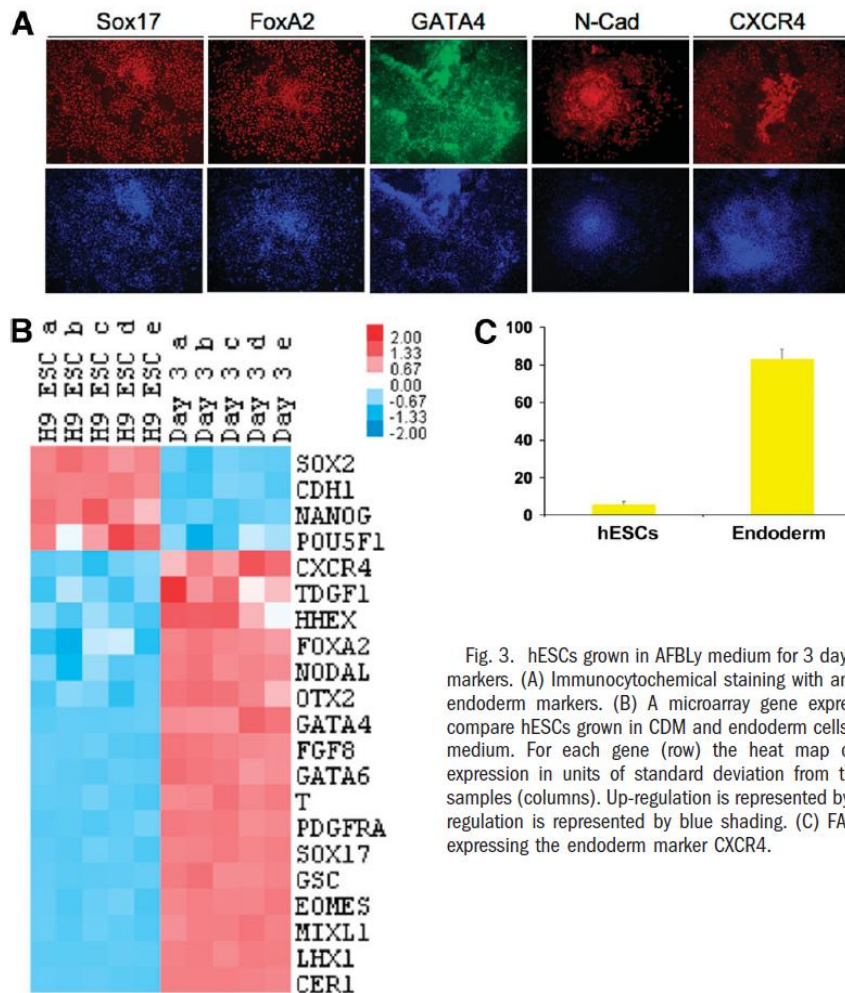 A
Sox17 FoxA2 GATA4 N-Cad CXCR4
B
H9 ESC a
H9 ESC b
H9 ESC c
H9 ESC d
H9 ESC e
Day 3 a
Day 3 b
Day 3 c
Day 3 d
Day 3 e
2.00
1.33
0.67
0.00
-0.67
-1.33
-2.00
SOX2
CDH1
NANOG
POU5F1
CXCR4
TDGF1
HHEX
FOXA2
NODAL
OTX2
GATA4
FGF8
GATA6
T
PDGFRA
SOX17
GSC
EOMES
MIXL1
LHX1
CER1
C
100
80
60
40
20
0
hESCs Endoderm
Fig. 3. hESCs grown in AFBLy medium for 3 day
markers. (A) Immunocytochemical staining with an
endoderm markers. (B) A microarray gene expre
compare hESCs grown in CDM and endoderm cells
medium. For each gene (row) the heat map c
expression in units of standard deviation from t
samples (columns). Up-regulation is represented by
regulation is represented by blue shading. (C) FA
expressing the endoderm marker CXCR4.